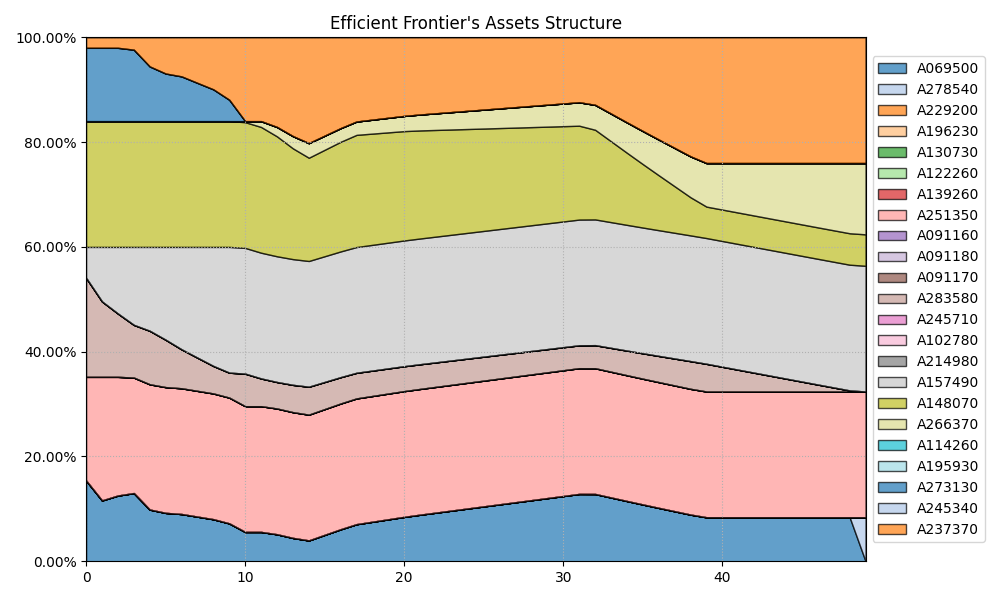 Efficient Frontier's Assets Structure
100.00%
80.00%
60.00%
40.00%
20.00%
0.00%
0
10
20
30
40
A069500
A278540
A229200
A196230
A130730
A122260
A139260
A251350
A091160
A091180
A091170
A283580
A245710
A102780
A214980
A157490
A148070
A266370
A114260
A195930
A273130
A245340
A237370